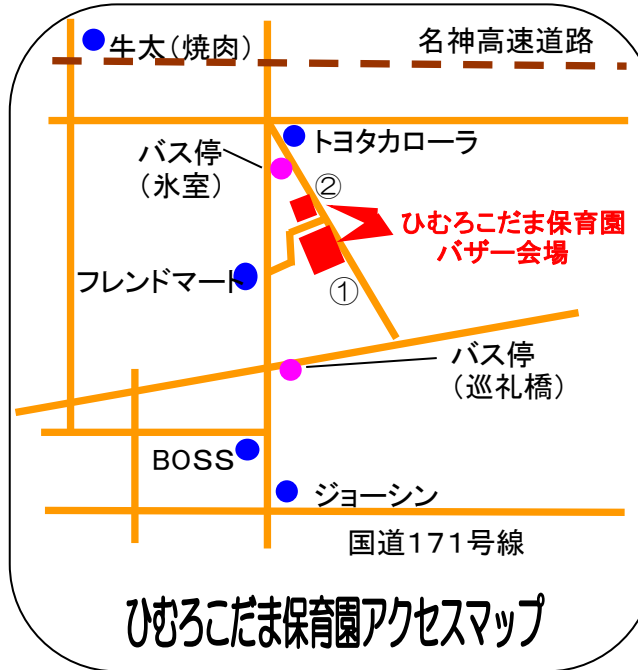 牛太(焼肉)
名神高速道路
トヨタカローラ
バス停
(氷室)
②
ひむろこだま保育園
バザー会場
フレンドマート
①
バス停
(巡礼橋)
BOSS
ジョーシン
国道171号線
ひむろこだま保育園アクセスマップ